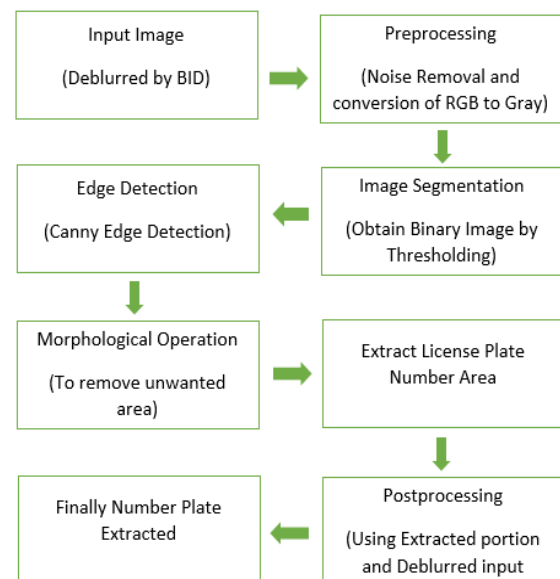 Input Image
(Deblurred by BID)
Preprocessing
(Noise Removal and
conversion of RGB to Gray)
Image Segmentation
(Obtain Binary Image by
Thresholding)
Edge Detection
(Canny Edge Detection)
Morphological Operation
(To remove unwanted
area)
Extract License Plate
Number Area
Postprocessing
(Using Extracted portion
and Deblurred input
Finally Number Plate
Extracted